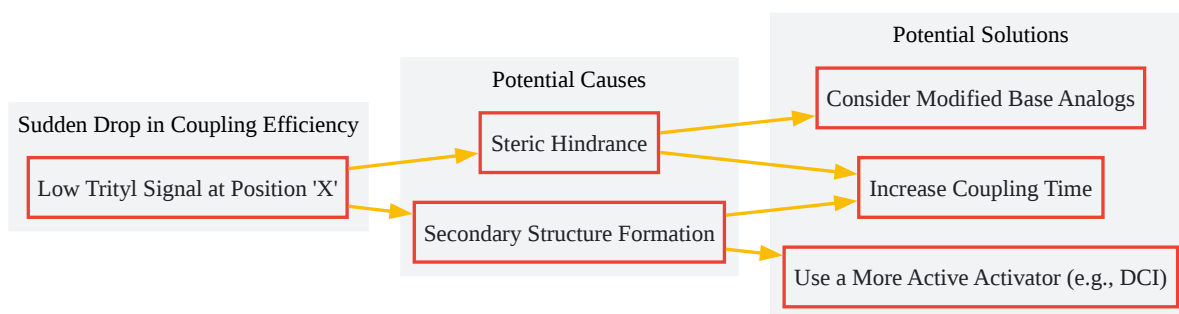 Sudden Drop in Coupling Efficiency
Low Trityl Signal at Position 'X'
Potential Causes
Steric Hindrance
Secondary Structure Formation
Potential Solutions
Consider Modified Base Analogs
Increase Coupling Time
Use a More Active Activator (e.g., DCI)